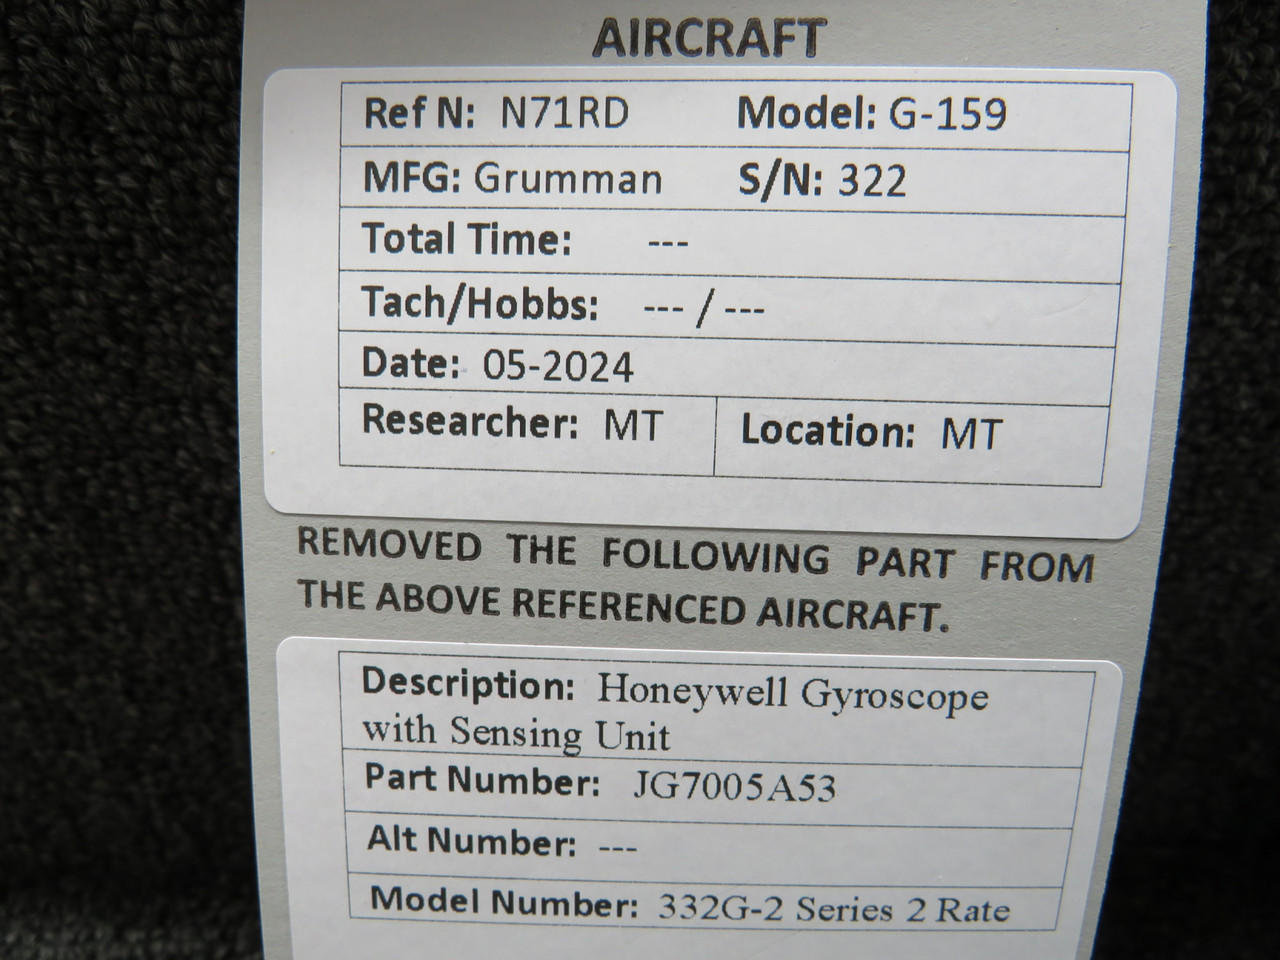 AIRCRAFT
Ref N: N71RD Model: G-159
MFG: Grumman S/N: 322
Total Time: ---
Tach/Hobbs: --- / ---
Date: 05-2024
Researcher: MT Location: MT
REMOVED THE FOLLOWING PART FROM
THE ABOVE REFERENCED AIRCRAFT.
Description: Honeywell Gyroscope
with Sensing Unit
Part Number: JG7005A53
Alt Number: ---
Model Number: 332G-2 Series 2 Rate